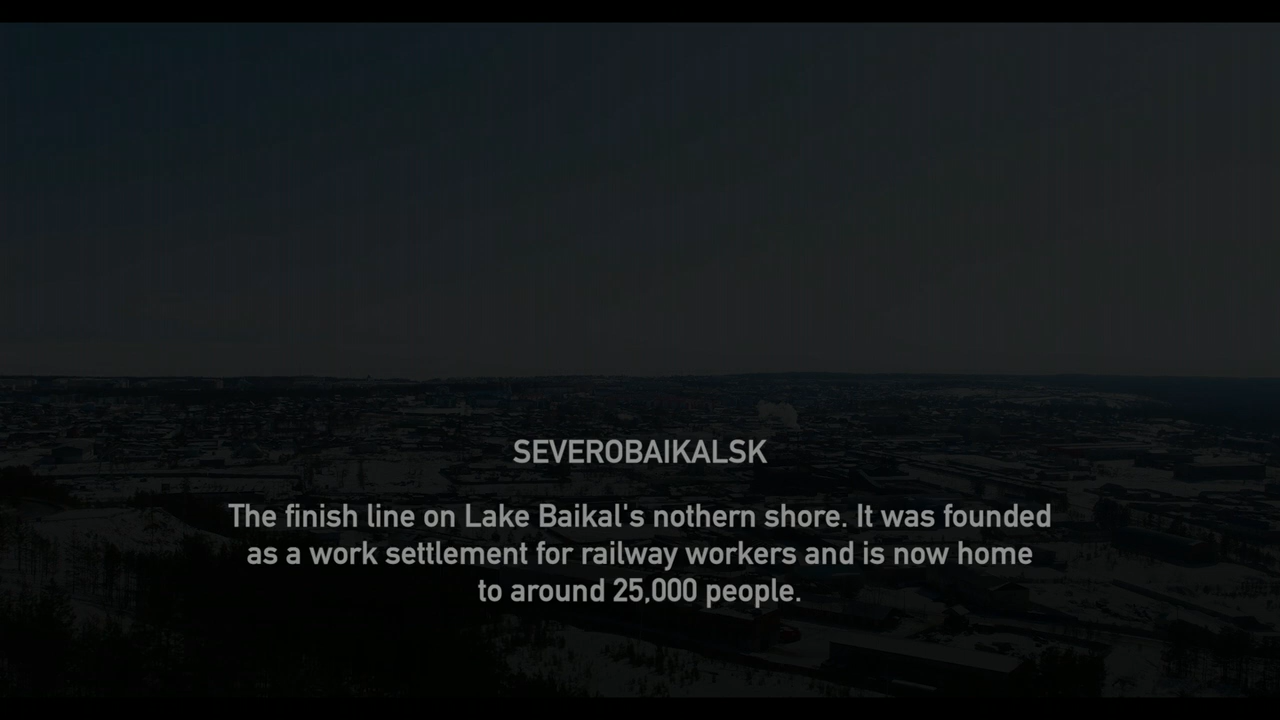 SEVEROBAIKALSK
The finish line on Lake Baikal's nothern shore. It was founded
as a work settlement for railway workers and is now home
to around 25,000 people.